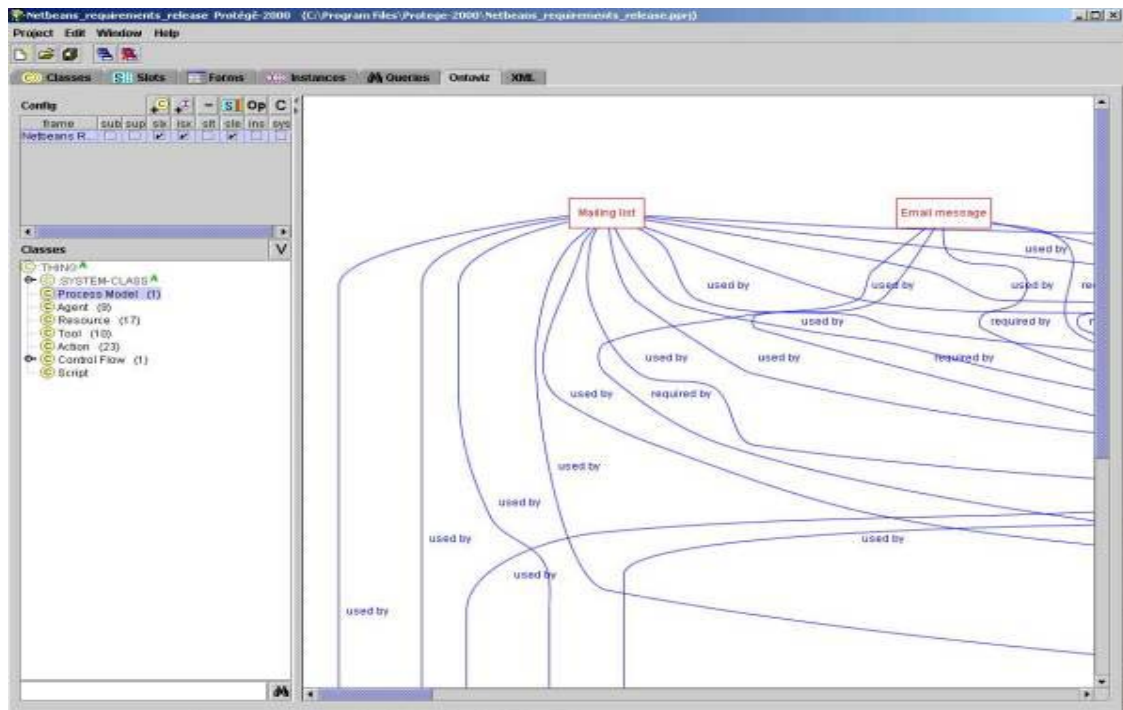 Netbeans_requirements_release Protégé-2000 (C:\Program Files\Protege-2000\Netbeans_requirements_release.pprj)
Project Edit Window Help
Classes Slots Forms Instances Queries Ontoviz XML
Config
C I - S Op C
frame sub sup slx isx slt sle ins sys
Netbeans R...
Classes V
THING
:SYSTEM-CLASS
Process Model (1)
Agent (9)
Resource (17)
Tool (18)
Action (23)
Control Flow (1)
Script
Mailing list
Email message
used by
used by
used by
used by
used by
required by
used by
used by
required by
used by
required by
used by
used by
used by
used by
used by
used by